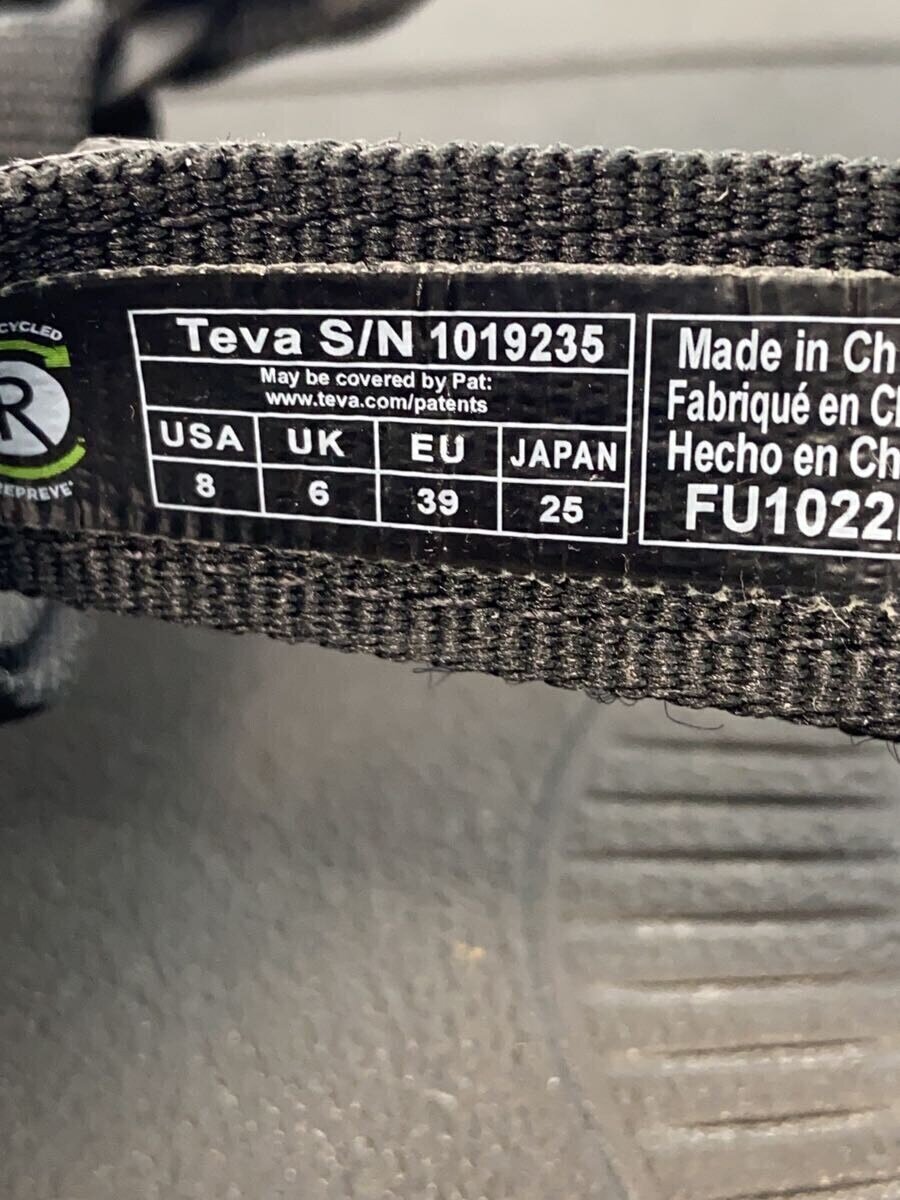 CYCLED
R
REPREVE
Teva S/N 1019235
May be covered by Pat:
www.teva.com/patents
USA UK EU JAPAN
8 6 39 25
Made in Ch
Fabriqué en C
Hecho en Ch
FU1022